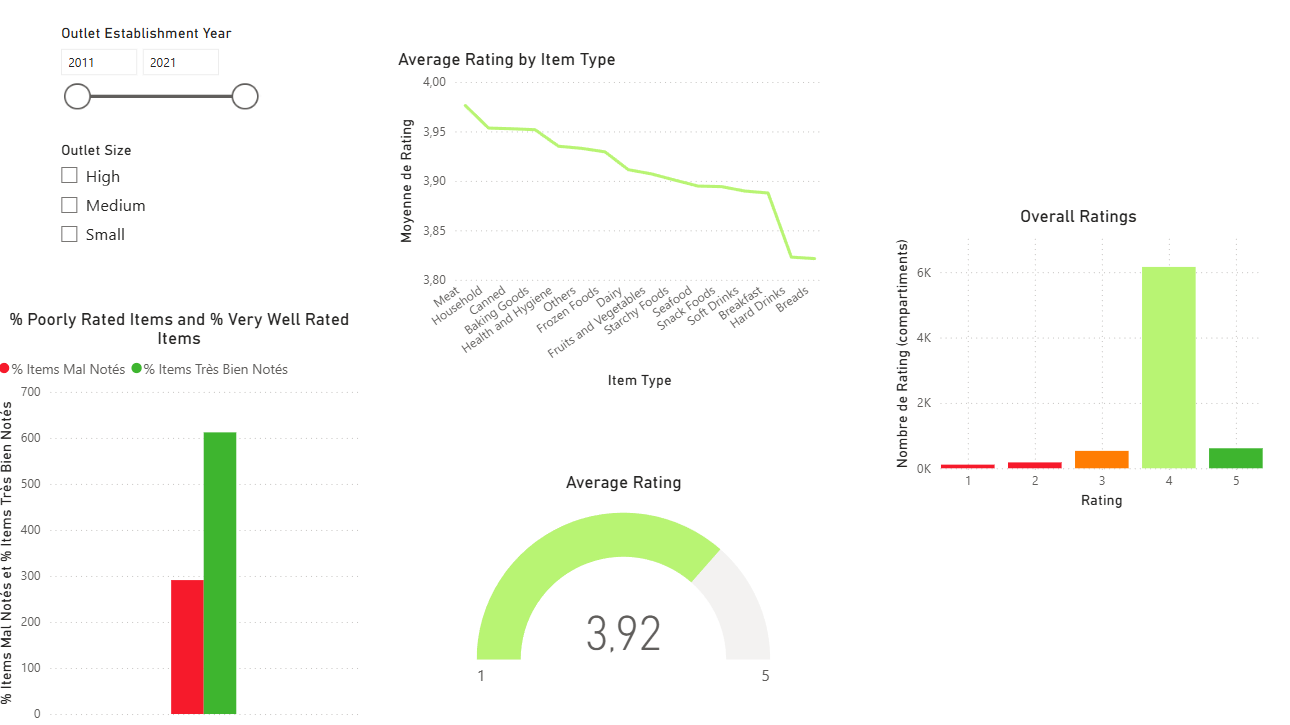 Outlet Establishment Year
2011
2021
Outlet Size
High
Medium
Small
Average Rating by Item Type
Moyenne de Rating
4,00
3,95
3,90
3,85
3,80
Meat
Household
Canned
Baking Goods
Health and Hygiene
Others
Frozen Foods
Dairy
Fruits and Vegetables
Starchy Foods
Seafood
Snack Foods
Soft Drinks
Breakfast
Hard Drinks
Breads
Item Type
Overall Ratings
Nombre de Rating (compartiments)
6K
4K
2K
0K
1
2
3
4
5
Rating
% Poorly Rated Items and % Very Well Rated
Items
% Items Mal Notés
% Items Très Bien Notés
% Items Mal Notés et % Items Très Bien Notés
700
600
500
400
300
200
100
0
Average Rating
3,92
1
5